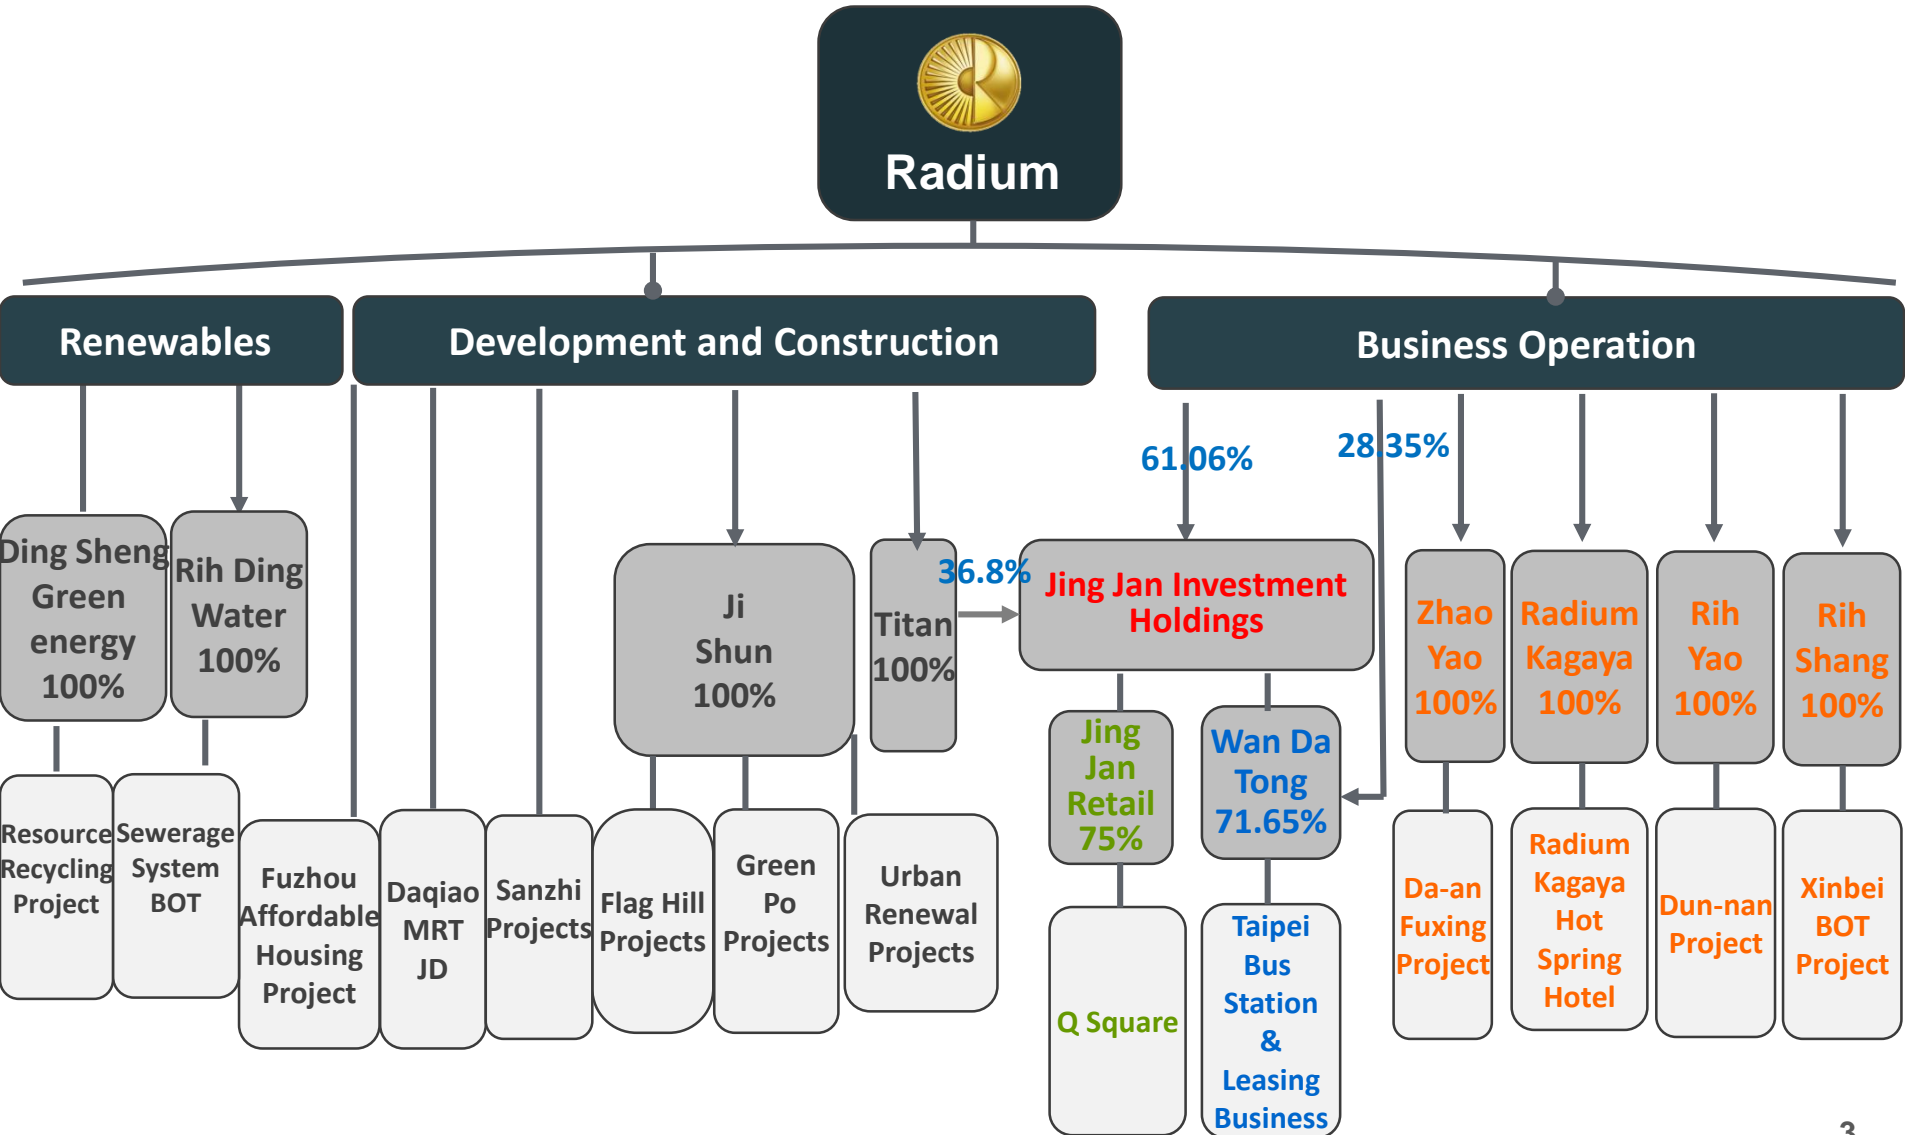 Radium
Renewables
Development and Construction
Business Operation
61.06%
28.35%
Ding Sheng
Green
energy
100%
Rih Ding
Water
100%
Ji
Shun
100%
Titan
100%
36.8%
Jing Jan Investment
Holdings
Zhao
Yao
100%
Radium
Kagaya
100%
Rih
Yao
100%
Rih
Shang
100%
Jing
Jan
Retail
75%
Wan Da
Tong
71.65%
Resource
Recycling
Project
Sewerage
System
BOT
Fuzhou
Affordable
Housing
Project
Daqiao
MRT
JD
Sanzhi
Projects
Flag Hill
Projects
Green
Po
Projects
Urban
Renewal
Projects
Q Square
Taipei
Bus
Station
&
Leasing
Business
Da-an
Fuxing
Project
Radium
Kagaya
Hot
Spring
Hotel
Dun-nan
Project
Xinbei
BOT
Project
3